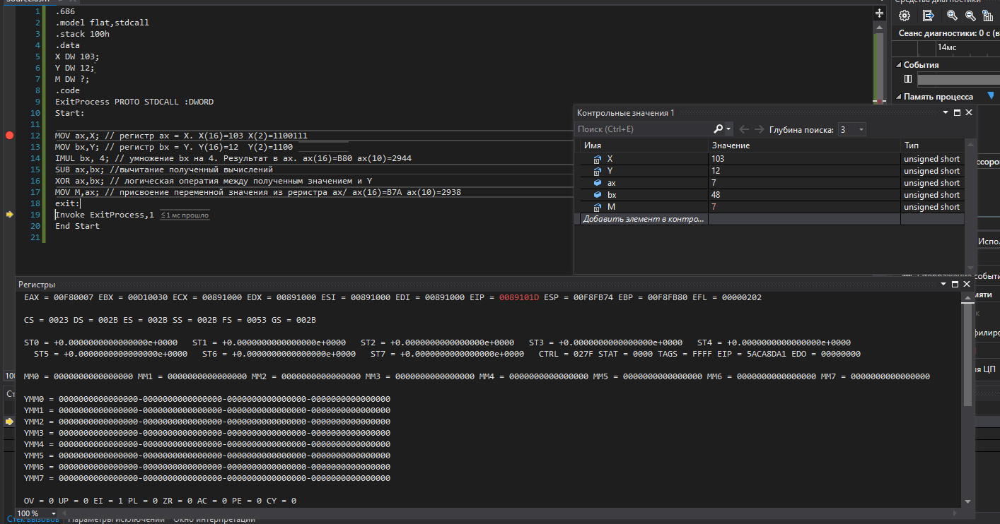 Средства диагностики
1 .686
2 .model flat,stdcall
3 .stack 100h
4 .data
5 X DW 103;
6 Y DW 12;
7 M DW ?;
8 .code
9 ExitProcess PROTO STDCALL :DWORD
10 Start:
11
12 MOV ax,X; // регистр ax = X. X(16)=103 X(2)=1100111
13 MOV bx,Y; // регистр bx = Y. Y(16)=12  Y(2)=1100
14 IMUL bx, 4; // умножение bx на 4. Результат в ax. ax(16)=B80 ax(10)=2944
15 SUB ax,bx; //вычитание полученный вычислений
16 XOR ax,bx; // логическая оператия между полученным значением и Y
17 MOV M,ax; // присвоение переменной значения из реристра ax/ ax(16)=B7A ax(10)=2938
18 exit:
19 Invoke ExitProcess,1 ≤ 1 мс прошло
20 End Start
21
Сеанс диагностики: 0 с (в
14мс
События
Память процесса
Контрольные значения 1
Поиск (Ctrl+E) Глубина поиска: 3
Имя Значение Тип
X 103 unsigned short
Y 12 unsigned short
ax 7 unsigned short
bx 48 unsigned short
M 7 unsigned short
Добавить элемент в контро...
Регистры
EAX = 00F80007 EBX = 00D10030 ECX = 00891000 EDX = 00891000 ESI = 00891000 EDI = 00891000 EIP = 0089101D ESP = 00F8FB74 EBP = 00F8FB80 EFL = 00000202
CS = 0023 DS = 002B ES = 002B SS = 002B FS = 0053 GS = 002B
ST0 = +0.0000000000000000e+0000 ST1 = +0.0000000000000000e+0000 ST2 = +0.0000000000000000e+0000 ST3 = +0.0000000000000000e+0000 ST4 = +0.0000000000000000e+0000
ST5 = +0.0000000000000000e+0000 ST6 = +0.0000000000000000e+0000 ST7 = +0.0000000000000000e+0000 CTRL = 027F STAT = 0000 TAGS = FFFF EIP = 5ACA8DA1 EDO = 00000000
MM0 = 0000000000000000 MM1 = 0000000000000000 MM2 = 0000000000000000 MM3 = 0000000000000000 MM4 = 0000000000000000 MM5 = 0000000000000000 MM6 = 0000000000000000 MM7 = 0000000000000000
YMM0 = 0000000000000000-0000000000000000-0000000000000000-0000000000000000
YMM1 = 0000000000000000-0000000000000000-0000000000000000-0000000000000000
YMM2 = 0000000000000000-0000000000000000-0000000000000000-0000000000000000
YMM3 = 0000000000000000-0000000000000000-0000000000000000-0000000000000000
YMM4 = 0000000000000000-0000000000000000-0000000000000000-0000000000000000
YMM5 = 0000000000000000-0000000000000000-0000000000000000-0000000000000000
YMM6 = 0000000000000000-0000000000000000-0000000000000000-0000000000000000
YMM7 = 0000000000000000-0000000000000000-0000000000000000-0000000000000000
OV = 0 UP = 0 EI = 1 PL = 0 ZR = 0 AC = 0 PE = 0 CY = 0
100 %
Стек вызовов Параметры исключений Окно интерпретации